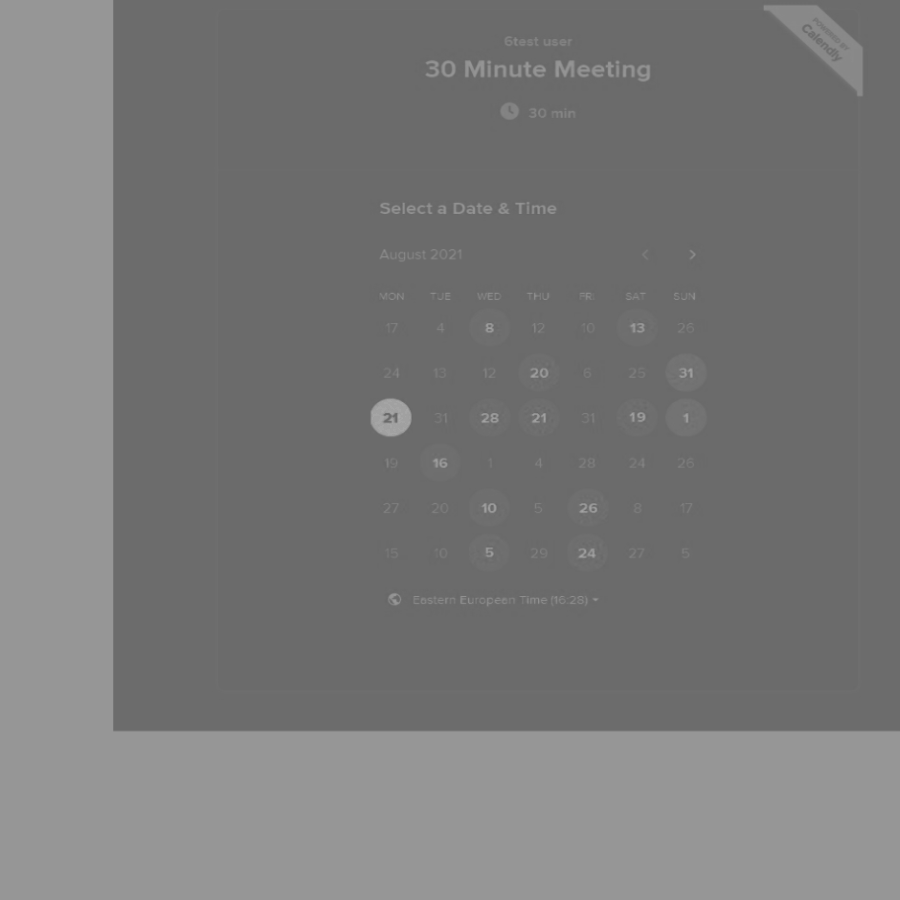 POWERED BY
Calendly
6test user
30 Minute Meeting
30 min
Select a Date & Time
August 2021
MON TUE WED THU FRI SAT SUN
17 4 8 12 10 13 26
24 13 12 20 6 25 31
21 31 28 21 31 19 1
19 16 1 4 28 24 26
27 20 10 5 26 8 17
15 10 5 29 24 27 5
Eastern European Time (16:28)